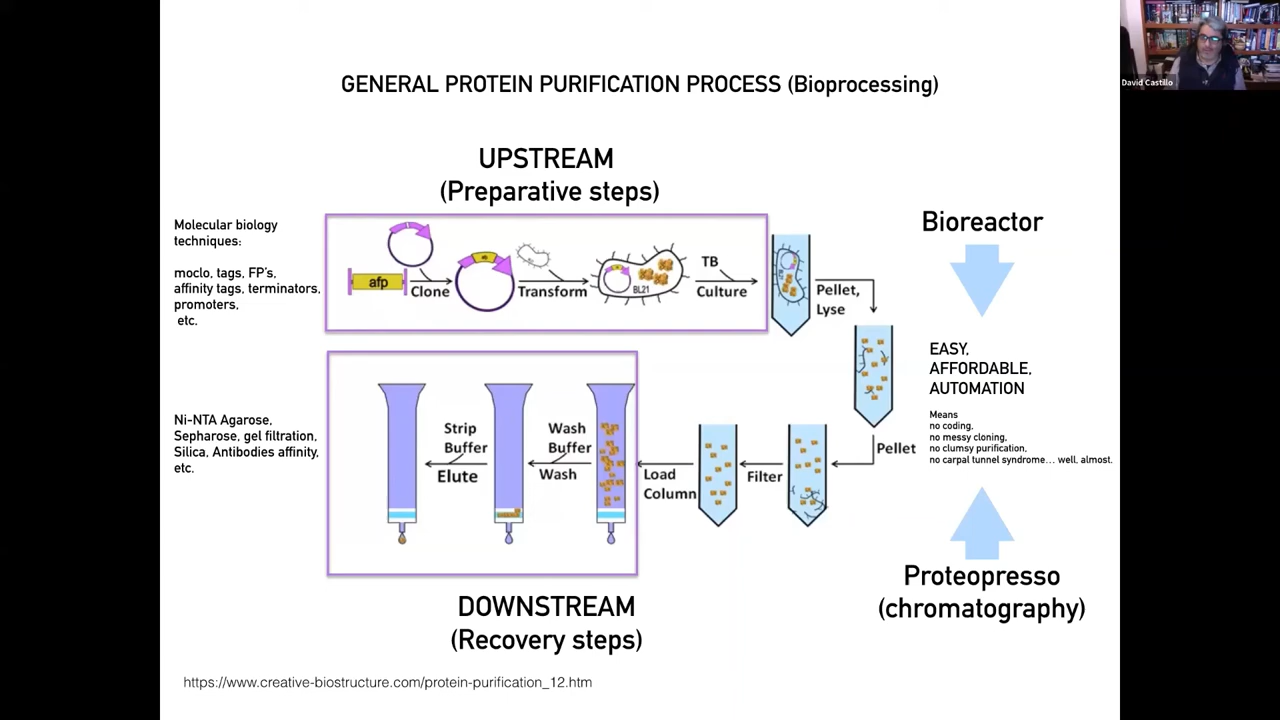 GENERAL PROTEIN PURIFICATION PROCESS (Bioprocessing)
David Castillo
UPSTREAM
(Preparative steps)
Molecular biology
techniques:
moclo, tags, FP's,
affinity tags, terminators,
promoters,
etc.
afp
Clone
Transform
BL21
TB
Culture
Pellet,
Lyse
Bioreactor
EASY,
AFFORDABLE,
AUTOMATION
Means
no coding,
no messy cloning,
no clumsy purification,
no carpal tunnel syndrome... well, almost.
Pellet
Filter
Load
Column
Wash
Buffer
Wash
Strip
Buffer
Elute
Ni-NTA Agarose,
Sepharose, gel filtration,
Silica, Antibodies affinity,
etc.
Proteopresso
(chromatography)
DOWNSTREAM
(Recovery steps)
https://www.creative-biostructure.com/protein-purification_12.htm